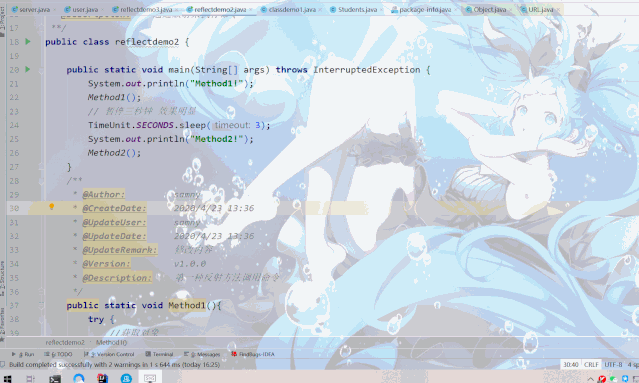 server.java user.java reflectdemo3.java reflectdemo2.java classdemo1.java Students.java package-info.java Object.java URL.java
17 **/
18 public class reflectdemo2 {
19
20 public static void main(String[] args) throws InterruptedException {
21 System.out.println("Method1!");
22 Method1();
23 // 暂停三秒钟 效果明显
24 TimeUnit.SECONDS.sleep( timeout: 3);
25 System.out.println("Method2!");
26 Method2();
27 }
28 /**
29 * @Author: sammy
30 * @CreateDate: 2020/4/23 13:36
31 * @UpdateUser: sammy
32 * @UpdateDate: 2020/4/23 13:36
33 * @UpdateRemark: 修改内容
34 * @Version: v1.0.0
35 * @Description: 第一种反射方法调用命令
36 */
37 public static void Method1(){
38 try {
//获取对象
reflectdemo2 Method1()
4: Run 6: TODO 9: Version Control Terminal 0: Messages FindBugs-IDEA
Build completed successfully with 2 warnings in 1 s 644 ms (today 16:25) 30:40 CRLF UTF-8